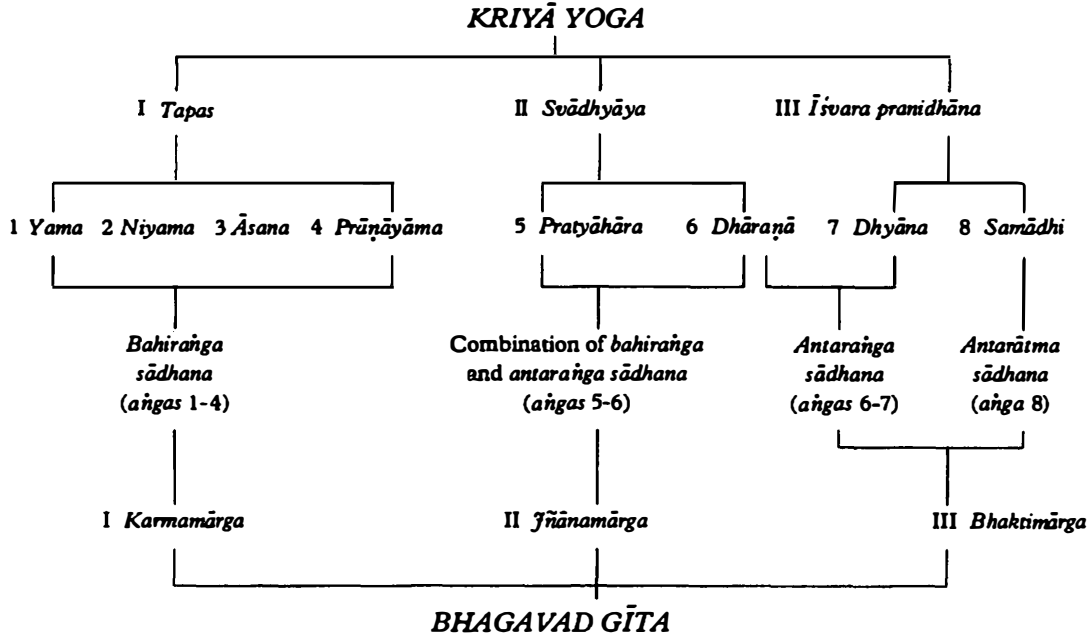 KRIYĀ YOGA
I Tapas II Svādhyāya III Īśvara pranidhāna
1 Yama 2 Niyama 3 Āsana 4 Prāṇāyāma 5 Pratyāhāra 6 Dhāraṇā 7 Dhyāna 8 Samādhi
Bahiraṅga
sādhana
(aṅgas 1-4)
Combination of bahiraṅga
and antaraṅga sādhana
(aṅgas 5-6)
Antaraṅga
sādhana
(aṅgas 6-7)
Antarātma
sādhana
(aṅga 8)
I Karmamārga II Jñānamārga III Bhaktimārga
BHAGAVAD GĪTA